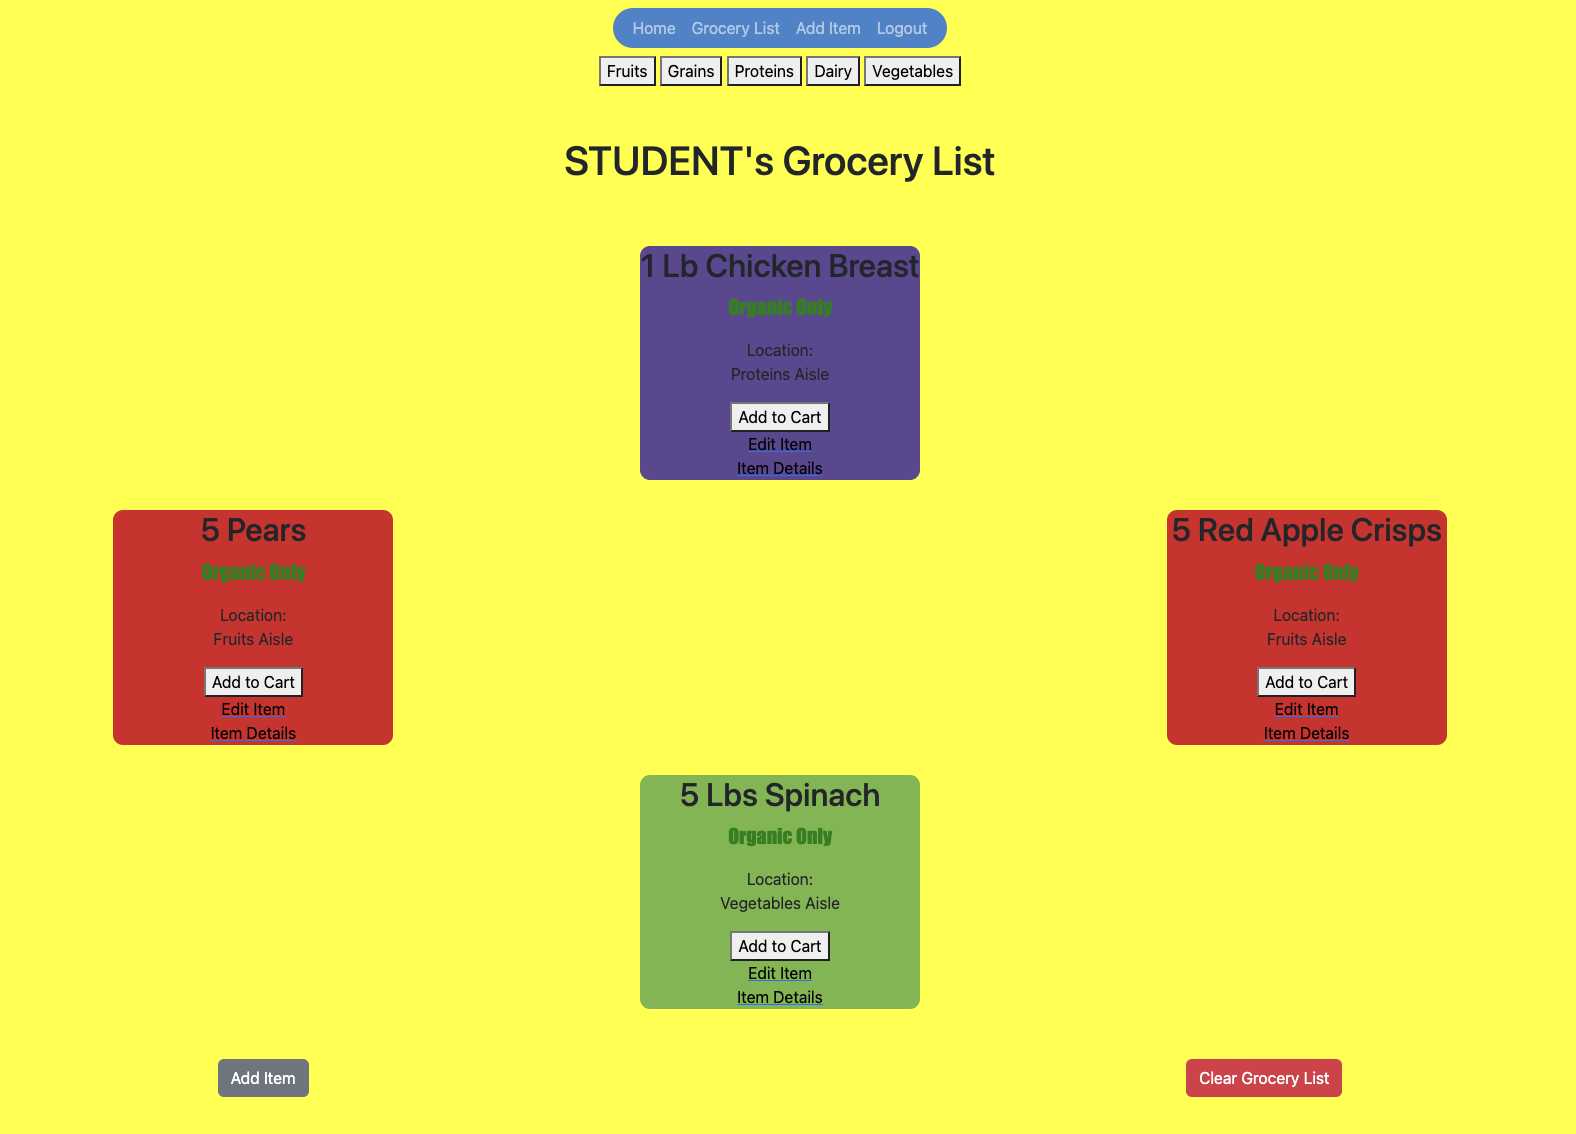 Home Grocery List Add Item Logout
Fruits Grains Proteins Dairy Vegetables
STUDENT's Grocery List
1 Lb Chicken Breast
Organic Only
Location:
Proteins Aisle
Add to Cart
Edit Item
Item Details
5 Pears
Organic Only
Location:
Fruits Aisle
Add to Cart
Edit Item
Item Details
5 Red Apple Crisps
Organic Only
Location:
Fruits Aisle
Add to Cart
Edit Item
Item Details
5 Lbs Spinach
Organic Only
Location:
Vegetables Aisle
Add to Cart
Edit Item
Item Details
Add Item
Clear Grocery List